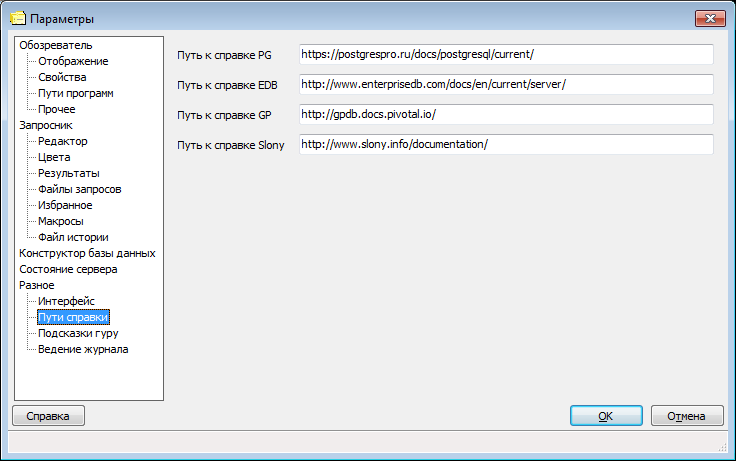 Параметры
Обозреватель
Отображение
Свойства
Пути программ
Прочее
Запросник
Редактор
Цвета
Результаты
Файлы запросов
Избранное
Макросы
Файл истории
Конструктор базы данных
Состояние сервера
Разное
Интерфейс
Пути справки
Подсказки гуру
Ведение журнала
Путь к справке PG https://postgrespro.ru/docs/postgresql/current/
Путь к справке EDB http://www.enterprisedb.com/docs/en/current/server/
Путь к справке GP http://gpdb.docs.pivotal.io/
Путь к справке Slony http://www.slony.info/documentation/
Справка OK Отмена